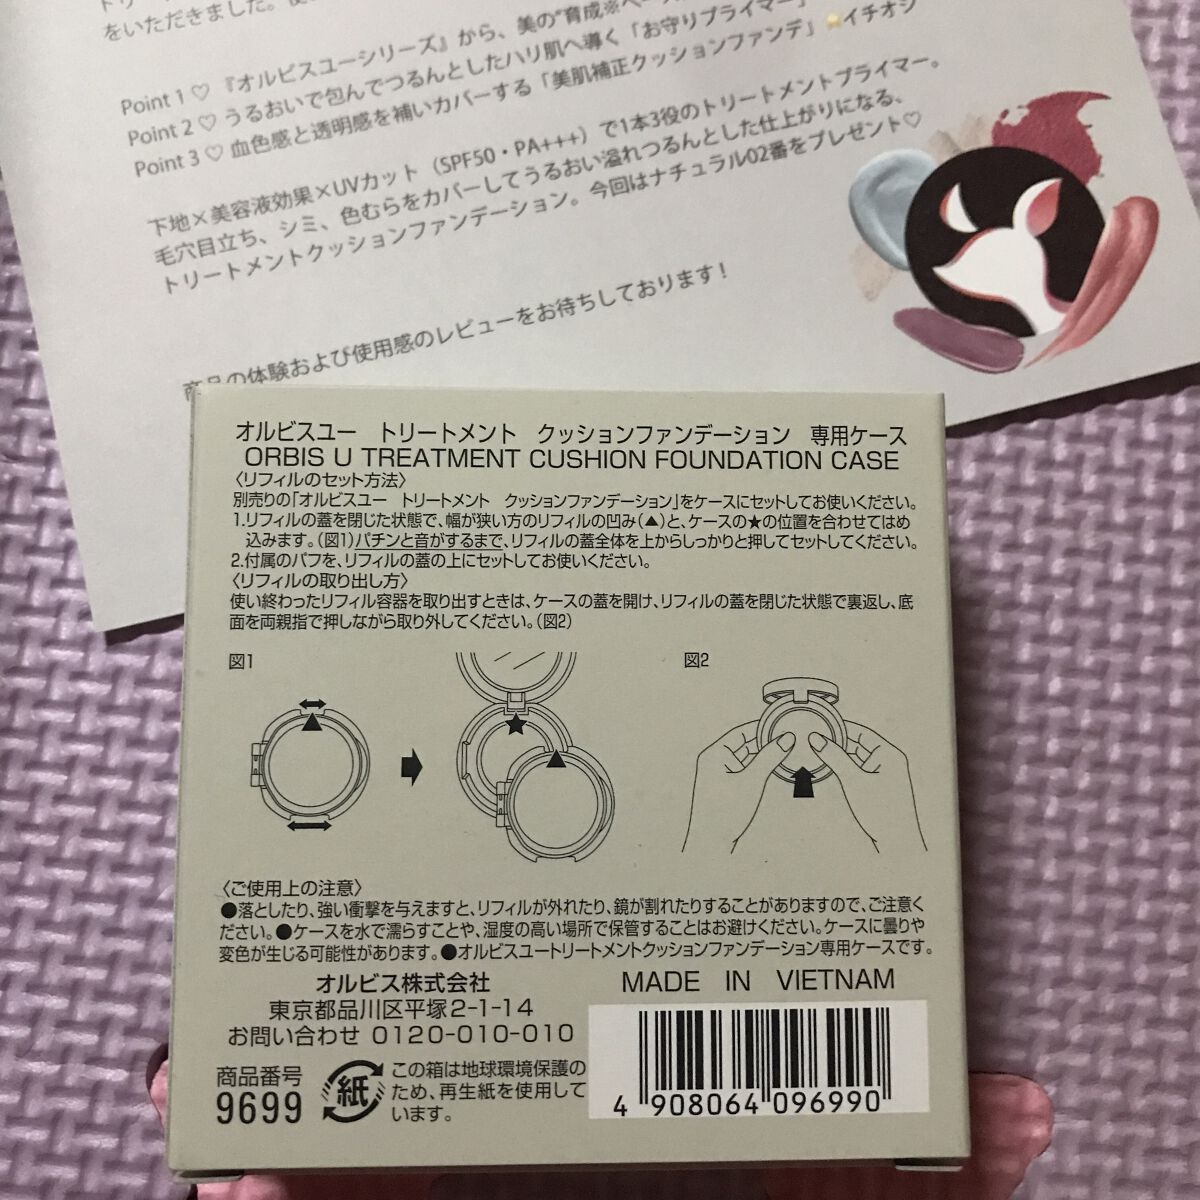 をいただきました。
Point 1 ♡ 『オルビスユーシリーズ』から、美の"育成※ベース
Point 2 ♡ うるおいで包んでつるんとしたハリ肌へ導く「お守りプライマー」
Point 3 ♡ 血色感と透明感を補いカバーする「美肌補正クッションファンデ」⭐イチオシ
下地×美容液効果×UVカット（SPF50・PA+++）で1本3役のトリートメントプライマー。
毛穴目立ち、シミ、色むらをカバーしてうるおい溢れつるんとした仕上がりになる、
トリートメントクッションファンデーション。今回はナチュラル02番をプレゼント♡
商品の体験および使用感のレビューをお待ちしております！
オルビスユー トリートメント クッションファンデーション 専用ケース
ORBIS U TREATMENT CUSHION FOUNDATION CASE
〈リフィルのセット方法〉
別売りの「オルビスユー トリートメント クッションファンデーション」をケースにセットしてお使いください。
1.リフィルの蓋を閉じた状態で、幅が狭い方のリフィルの凹み(▲)と、ケースの★の位置を合わせてはめ
込みます。(図1)パチンと音がするまで、リフィルの蓋全体を上からしっかりと押してセットしてください。
2.付属のパフを、リフィルの蓋の上にセットしてお使いください。
〈リフィルの取り出し方〉
使い終わったリフィル容器を取り出すときは、ケースの蓋を開け、リフィルの蓋を閉じた状態で裏返し、底
面を両親指で押しながら取り外してください。(図2)
図1
図2
〈ご使用上の注意〉
●落としたり、強い衝撃を与えますと、リフィルが外れたり、鏡が割れたりすることがありますので、ご注意く
ださい。●ケースを水で濡らすことや、湿度の高い場所で保管することはお避けください。ケースに曇りや
変色が生じる可能性があります。●オルビスユートリートメントクッションファンデーション専用ケースです。
オルビス株式会社
東京都品川区平塚2-1-14
お問い合わせ 0120-010-010
MADE IN VIETNAM
商品番号
9699
紙
この箱は地球環境保護の
ため、再生紙を使用して
います。
4 908064 096990